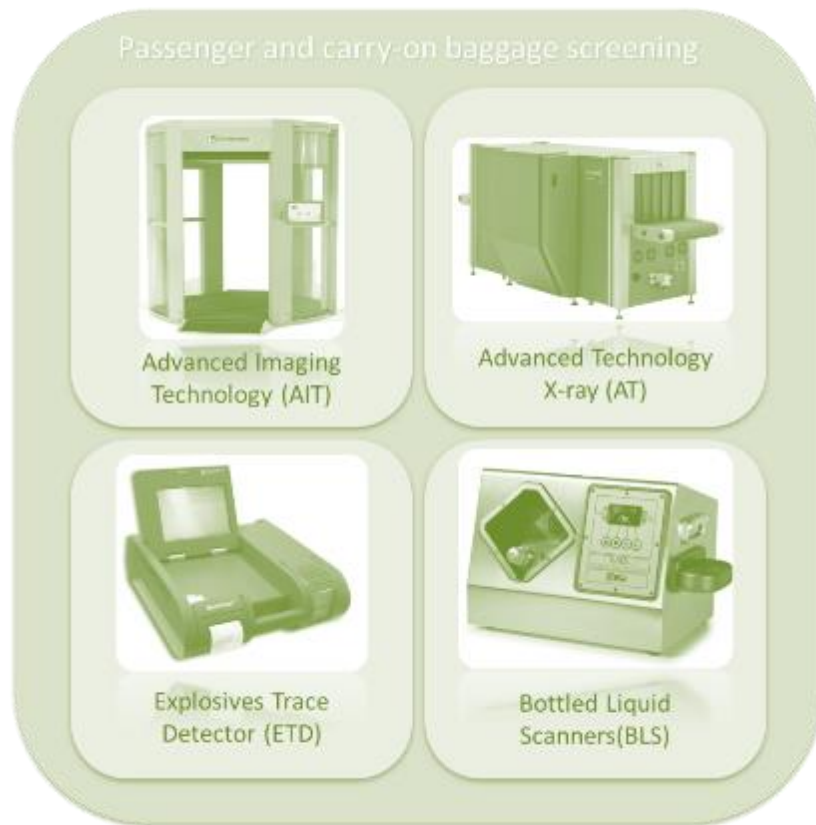 Passenger and carry-on baggage screening
Advanced Imaging
Technology (AIT)
Advanced Technology
X-ray (AT)
Explosives Trace
Detector (ETD)
Bottled Liquid
Scanners(BLS)